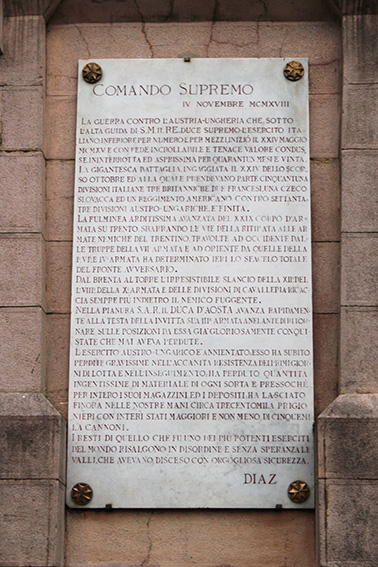 COMANDO SUPREMO
IV NOVEMBRE MCMXVIII
LA GUERRA CONTRO L'AUSTRIA-UNGHERIA CHE, SOTTO
L'ALTA GUIDA DI S.M. IL RE, DUCE SUPREMO L'ESERCITO ITA
LIANO INFERIORE PER NUMERO E PER MEZZI INIZIÒ IL XXIV MAGGIO
MCMXV E CON FEDE INCROLLABILE E TENACE VALORE CONDUS
SE ININTERROTTA ED ASPRISSIMA PER QUARANTUN MESI È VINTA.
LA GIGANTESCA BATTAGLIA INGAGGIATA IL XXIV DELLO SCOR
SO OTTOBRE ED ALLA QUALE PRENDEVANO PARTE CINQUANTUNA
DIVISIONI ITALIANE TRE BRITANNICHE DUE FRANCESI UNA CZECO
SLOVACCA ED UN REGGIMENTO AMERICANO CONTRO SETTANTA
TRE DIVISIONI AUSTRO-UNGARICHE È FINITA.
LA FULMINEA ARDITISSIMA AVANZATA DEL XXIX CORPO D'AR
MATA SU TRENTO, SBARRANDO LE VIE DELLA RITIRATA ALLE AR
MATE NEMICHE DEL TRENTINO, TRAVOLTE AD OCCIDENTE DAL
LE TRUPPE DELLA VII ARMATA E AD ORIENTE DA QUELLE DELLA
I VI E IV ARMATA HA DETERMINATO IERI LO SFACELO TOTALE
DEL FRONTE AVVERSARIO.
DAL BRENTA AL TORRE L'IRRESISTIBILE SLANCIO DELLA XII DEL
L'VIII DELLA X ARMATA E DELLE DIVISIONI DI CAVALLERIA RICAC
CIA SEMPRE PIÙ INDIETRO IL NEMICO FUGGENTE.
NELLA PIANURA S.A.R. IL DUCA D'AOSTA AVANZA RAPIDAMEN
TE ALLA TESTA DELLA INVITTA SUA III ARMATA ANELANTE DI RITOR
NARE SULLE POSIZIONI DA ESSA GIÀ GLORIOSAMENTE CONQUI
STATE CHE MAI AVEVA PERDUTE.
L'ESERCITO AUSTRO-UNGARICO È ANNIENTATO: ESSO HA SUBITO
PERDITE GRAVISSIME NELL'ACCANITA RESISTENZA DEI PRIMI GIOR
NI DI LOTTA E NELL'INSEGUIMENTO, HA PERDUTO QUANTITÀ
INGENTISSIME DI MATERIALE DI OGNI SORTA E PRESSOCHÉ
PER INTERO I SUOI MAGAZZINI ED I DEPOSITI, HA LASCIATO
FINORA NELLE NOSTRE MANI CIRCA TRECENTOMILA PRIGIO
NIERI CON INTERI STATI MAGGIORI E NON MENO DI CINQUEMI
LA CANNONI.
I RESTI DI QUELLO CHE FU UNO DEI PIÙ POTENTI ESERCITI
DEL MONDO RISALGONO IN DISORDINE E SENZA SPERANZA LE
VALLI, CHE AVEVANO DISCESO CON ORGOGLIOSA SICUREZZA.
DIAZ